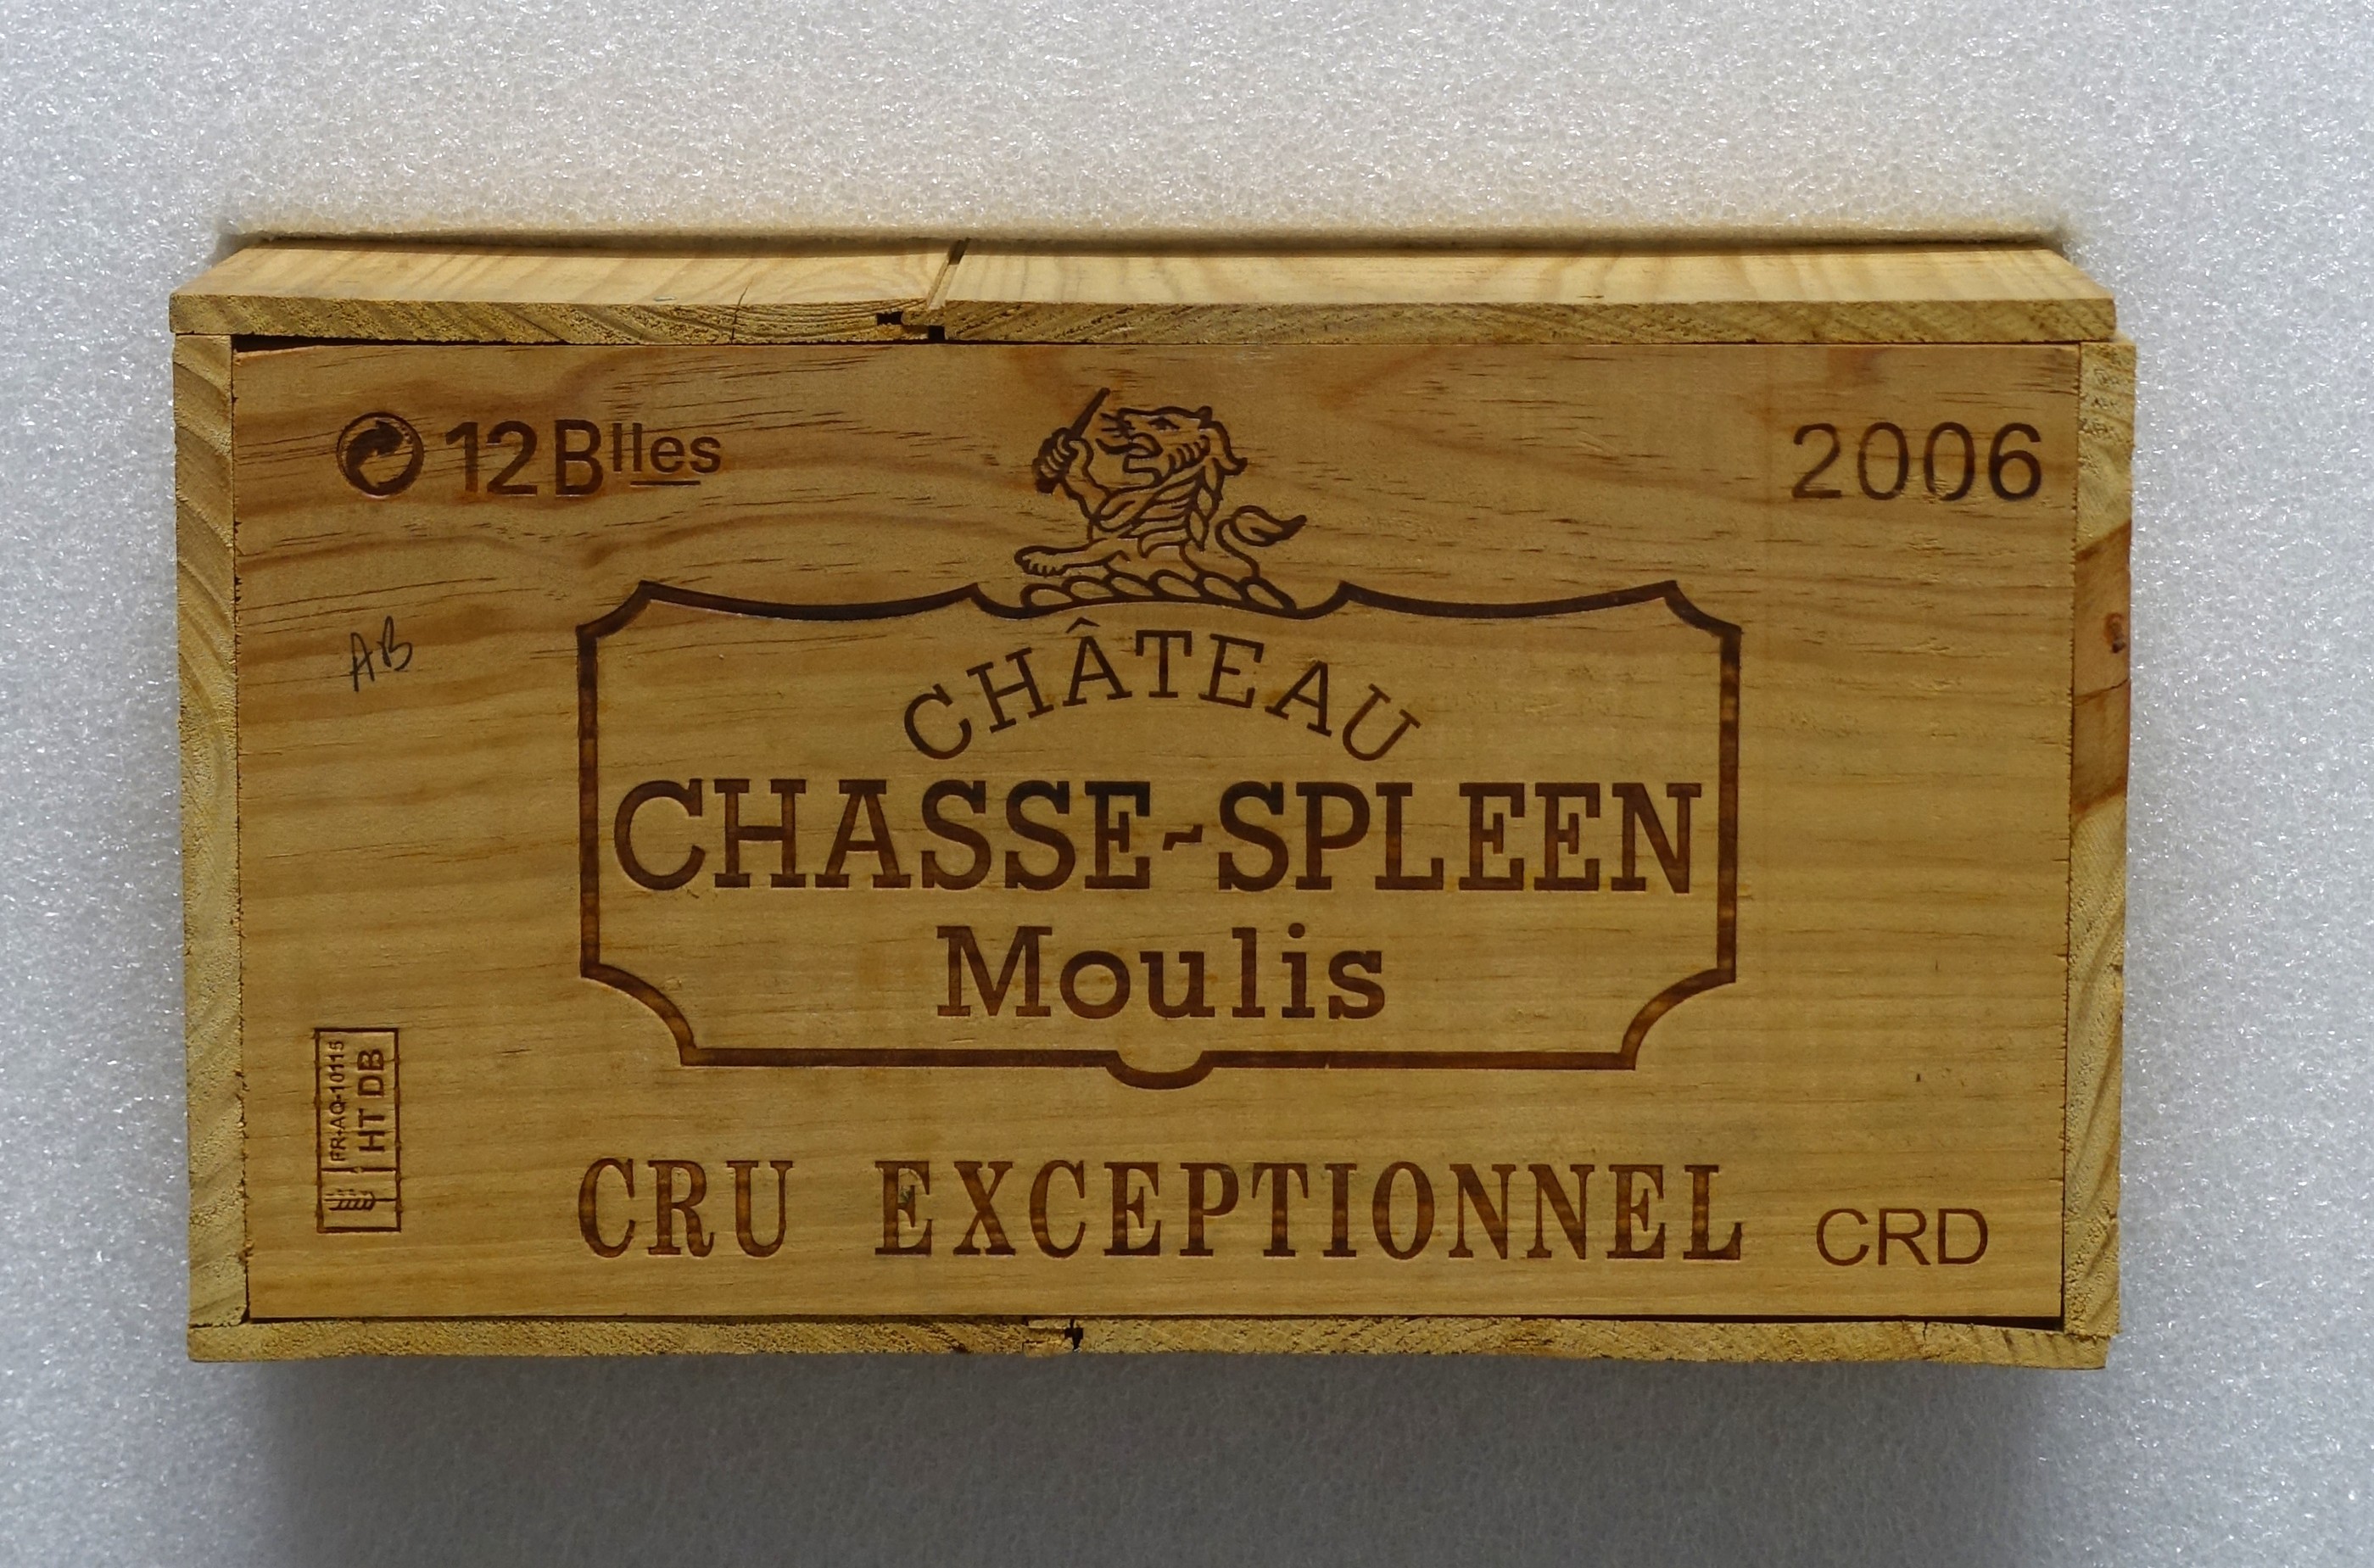 12 Blles
2006
AB
CHÂTEAU
CHASSE-SPLEEN
Moulis
FR-AQ-10115
HT DB
CRU EXCEPTIONNEL
CRD